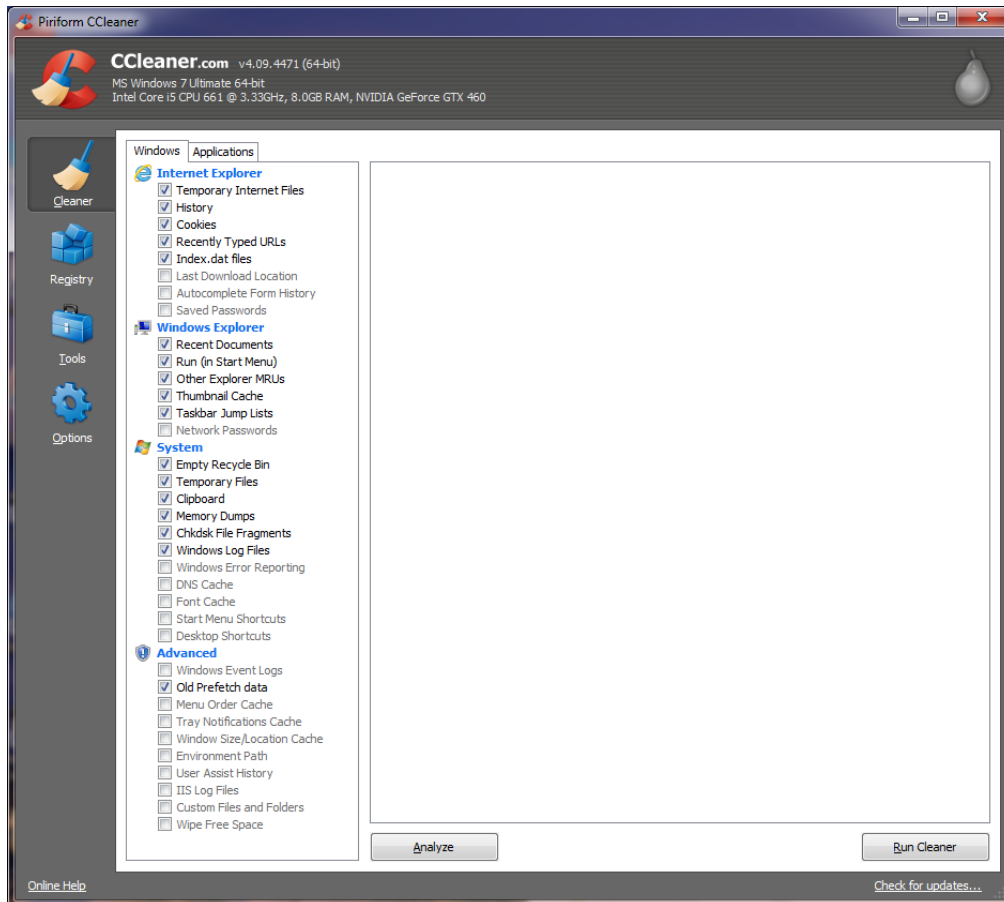 Piriform CCleaner
CCleaner.com v4.09.4471 (64-bit)
MS Windows 7 Ultimate 64-bit
Intel Core i5 CPU 661 @ 3.33GHz, 8.0GB RAM, NVIDIA GeForce GTX 460
Cleaner
Registry
Tools
Options
Windows Applications
Internet Explorer
Temporary Internet Files
History
Cookies
Recently Typed URLs
Index.dat files
Last Download Location
Autocomplete Form History
Saved Passwords
Windows Explorer
Recent Documents
Run (in Start Menu)
Other Explorer MRUs
Thumbnail Cache
Taskbar Jump Lists
Network Passwords
System
Empty Recycle Bin
Temporary Files
Clipboard
Memory Dumps
Chkdsk File Fragments
Windows Log Files
Windows Error Reporting
DNS Cache
Font Cache
Start Menu Shortcuts
Desktop Shortcuts
Advanced
Windows Event Logs
Old Prefetch data
Menu Order Cache
Tray Notifications Cache
Window Size/Location Cache
Environment Path
User Assist History
IIS Log Files
Custom Files and Folders
Wipe Free Space
Analyze
Run Cleaner
Online Help
Check for updates...